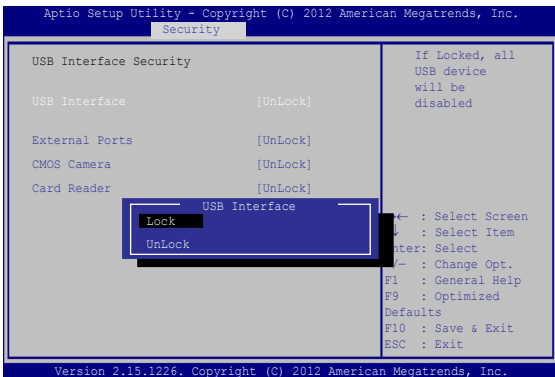 Aptio Setup Utility - Copyright (C) 2012 American Megatrends, Inc.
Security
USB Interface Security
USB Interface [UnLock]
External Ports [UnLock]
CMOS Camera [UnLock]
Card Reader [UnLock]
USB Interface
Lock
UnLock
If Locked, all
USB device
will be
disabled
← : Select Screen
↓ : Select Item
nter: Select
/— : Change Opt.
F1 : General Help
F9 : Optimized
Defaults
F10 : Save & Exit
ESC : Exit
Version 2.15.1226. Copyright (C) 2012 American Megatrends, Inc.